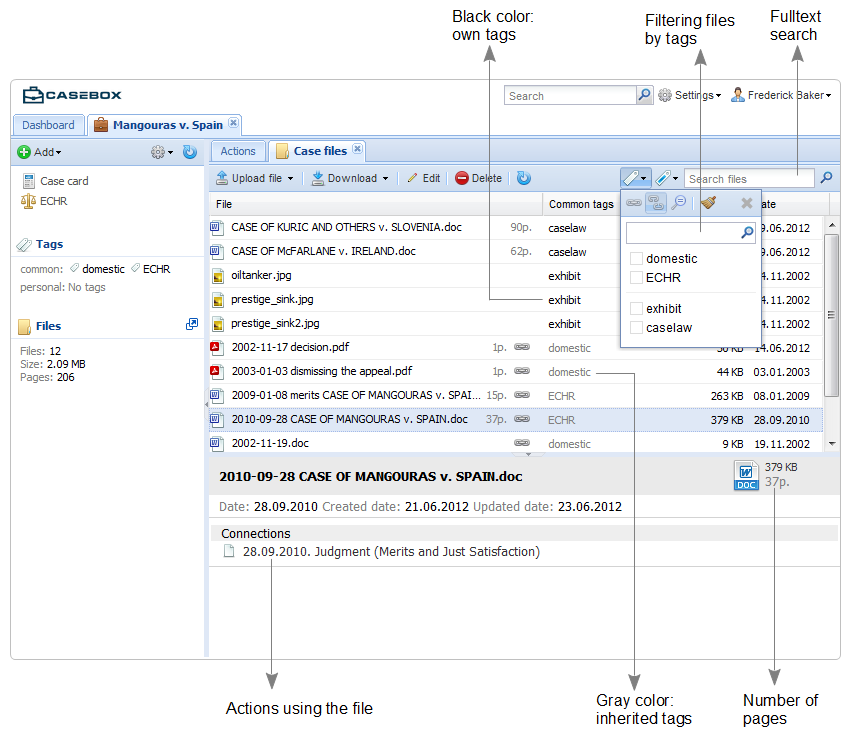 Black color:
own tags
Filtering files
by tags
Fulltext
search
CASEBOX
Search
Settings
Frederick Baker
Dashboard
Mangouras v. Spain
Add
Actions
Case files
Case card
ECHR
Upload file
Download
Edit
Delete
Search files
File
Common tags
ate
Tags
common: domestic ECHR
personal: No tags
Files
Files: 12
Size: 2.09 MB
Pages: 206
CASE OF KURIC AND OTHERS v. SLOVENIA.doc 90p. caselaw 9.06.2012
CASE OF McFARLANE v. IRELAND.doc 62p. caselaw 9.06.2012
oiltanker.jpg exhibit 4.11.2002
prestige_sink.jpg exhibit 4.11.2002
prestige_sink2.jpg exhibit 4.11.2002
2002-11-17 decision.pdf 1p. domestic KB 14.06.2012
2003-01-03 dismissing the appeal.pdf 1p. domestic 44 KB 03.01.2003
2009-01-08 merits CASE OF MANGOURAS v. SPAI... 15p. ECHR 263 KB 08.01.2009
2010-09-28 CASE OF MANGOURAS v. SPAIN.doc 37p. ECHR 379 KB 28.09.2010
2002-11-19.doc domestic 9 KB 19.11.2002
domestic
ECHR
exhibit
caselaw
2010-09-28 CASE OF MANGOURAS v. SPAIN.doc
DOC
379 KB
37p.
Date: 28.09.2010 Created date: 21.06.2012 Updated date: 23.06.2012
Connections
28.09.2010. Judgment (Merits and Just Satisfaction)
Actions using the file
Gray color:
inherited tags
Number of
pages